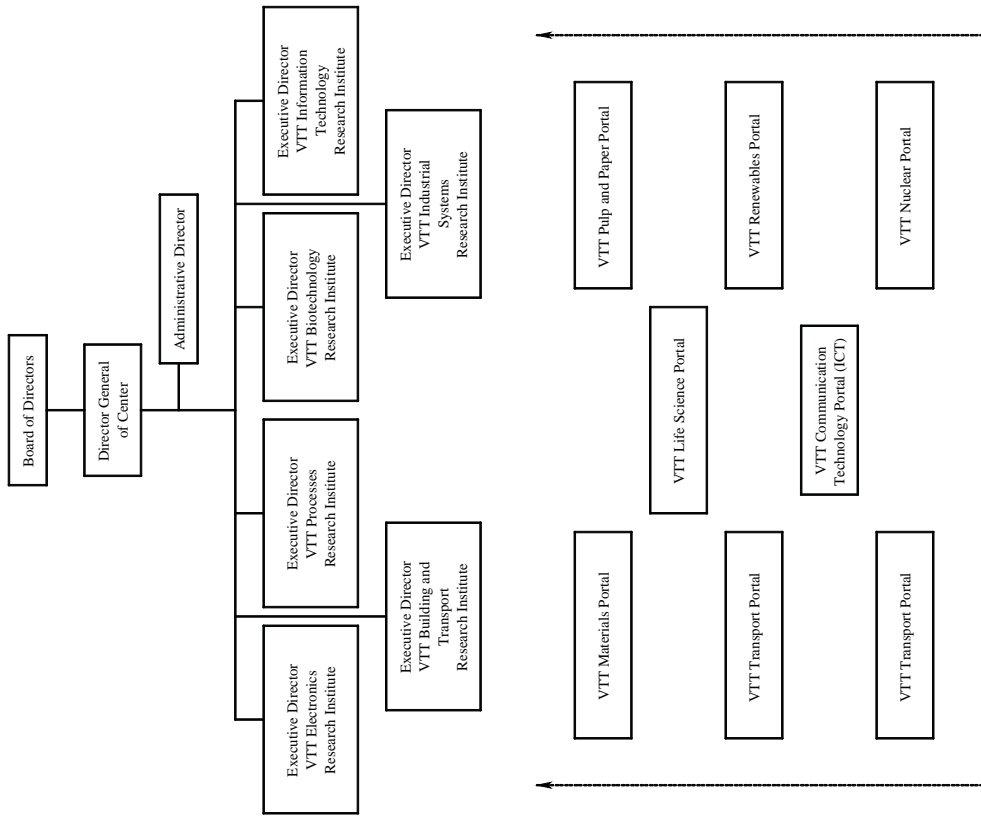 Board of Directors
Director General
of Center
Administrative Director
Executive Director
VTT Electronics
Research Institute
Executive Director
VTT Processes
Research Institute
Executive Director
VTT Biotechnology
Research Institute
Executive Director
VTT Information
Technology
Research Institute
Executive Director
VTT Building and
Transport
Research Institute
Executive Director
VTT Industrial
Systems
Research Institute
VTT Materials Portal
VTT Pulp and Paper Portal
VTT Life Science Portal
VTT Transport Portal
VTT Renewables Portal
VTT Communication
Technology Portal (ICT)
VTT Transport Portal
VTT Nuclear Portal